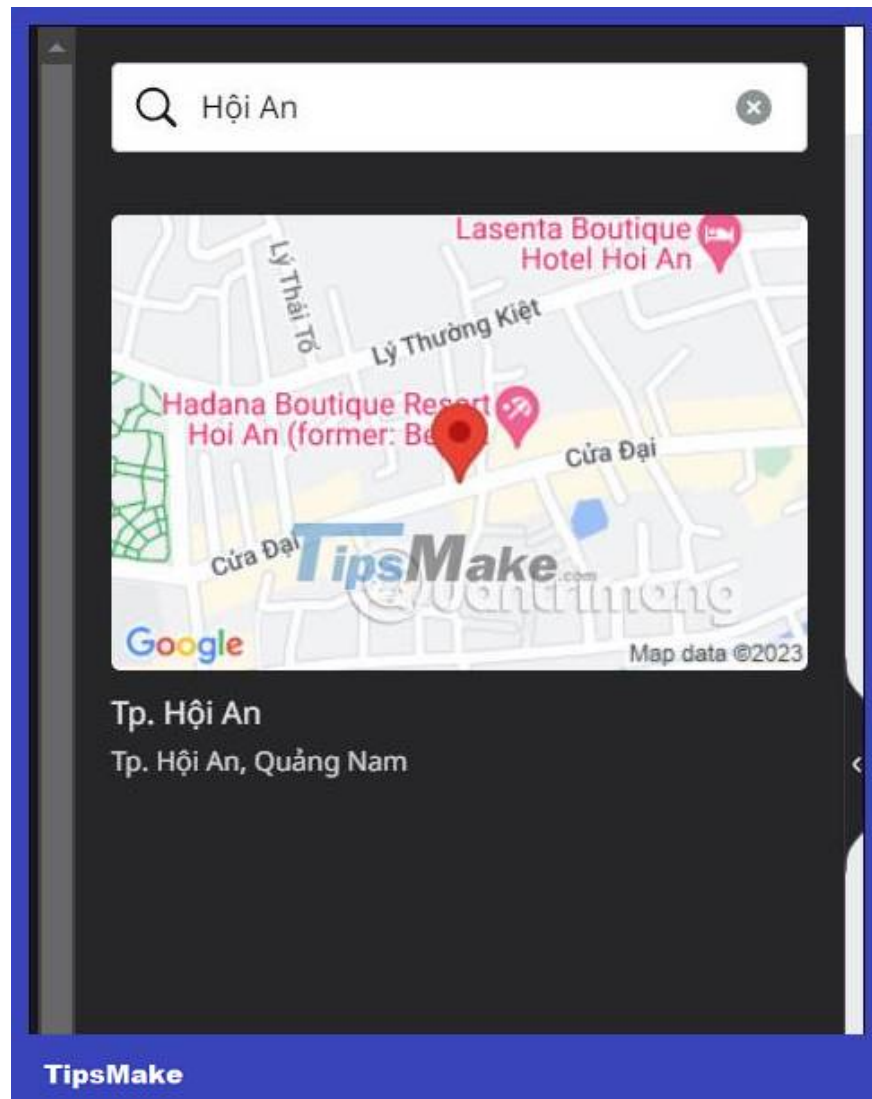 Hội An
Lasenta Boutique
Hotel Hoi An
Lý Thái Tổ
Lý Thường Kiệt
Hadana Boutique Resort
Hoi An (former: Be
Cửa Đại
Cửa Đại
TipsMake.com
@Quantrimang
Google
Map data ©2023
Tp. Hội An
Tp. Hội An, Quảng Nam
TipsMake